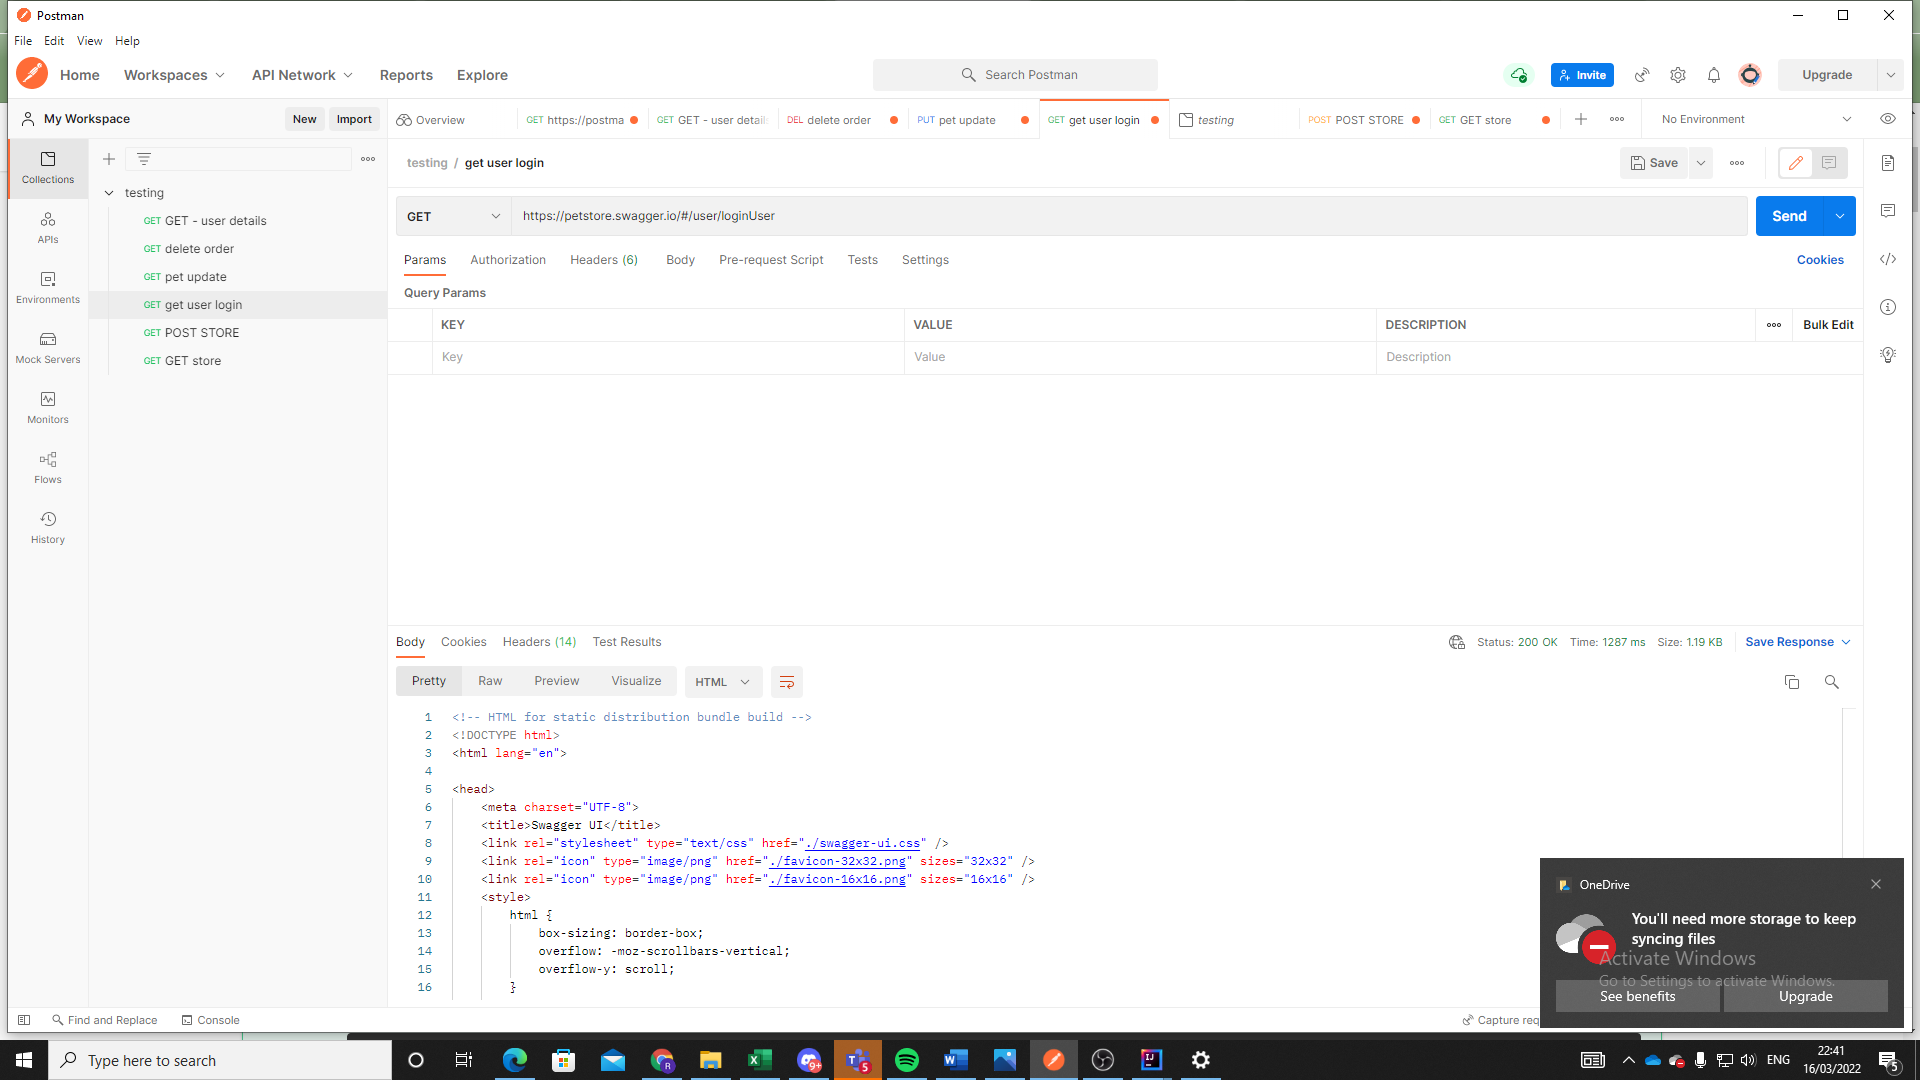 Postman
File Edit View Help
Home Workspaces API Network Reports Explore
Search Postman
Invite
Upgrade
My Workspace
New Import
Overview
GET https://postma
GET GET - user detail
DEL delete order
PUT pet update
GET get user login
testing
POST POST STORE
GET GET store
No Environment
Collections
APIs
Environments
Mock Servers
Monitors
Flows
History
testing
GET GET - user details
GET delete order
GET pet update
GET get user login
GET POST STORE
GET GET store
testing / get user login
Save
GET https://petstore.swagger.io/#/user/loginUser
Send
Params Authorization Headers (6) Body Pre-request Script Tests Settings
Cookies
Query Params
KEY VALUE DESCRIPTION
Bulk Edit
Key Value Description
Body Cookies Headers (14) Test Results
Status: 200 OK Time: 1287 ms Size: 1.19 KB Save Response
Pretty Raw Preview Visualize HTML
1 <!-- HTML for static distribution bundle build -->
2 <!DOCTYPE html>
3 <html lang="en">
4
5 <head>
6 <meta charset="UTF-8">
7 <title>Swagger UI</title>
8 <link rel="stylesheet" type="text/css" href="./swagger-ui.css" />
9 <link rel="icon" type="image/png" href="./favicon-32x32.png" sizes="32x32" />
10 <link rel="icon" type="image/png" href="./favicon-16x16.png" sizes="16x16" />
11 <style>
12 html {
13 box-sizing: border-box;
14 overflow: -moz-scrollbars-vertical;
15 overflow-y: scroll;
16 }
OneDrive
You'll need more storage to keep
syncing files
Activate Windows
Go to Settings to activate Windows.
See benefits Upgrade
Find and Replace Console
Capture req
Type here to search
R
9+
5
ENG
22:41
16/03/2022
5